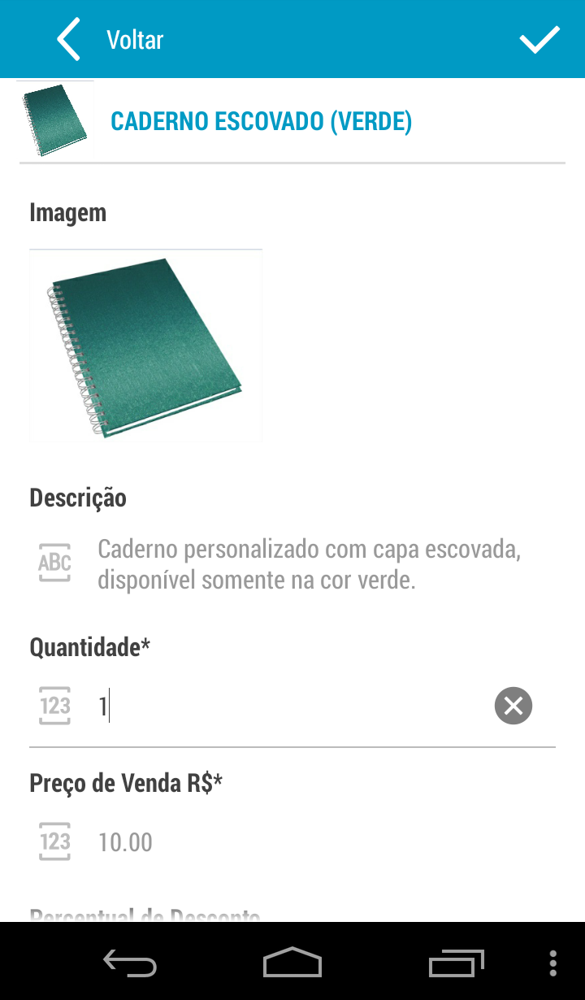 Voltar
CADERNO ESCOVADO (VERDE)
Imagem
Descrição
ABC
Caderno personalizado com capa escovada,
disponível somente na cor verde.
Quantidade*
123
1
Preço de Venda R$*
123
10.00
Percentual de Desconto